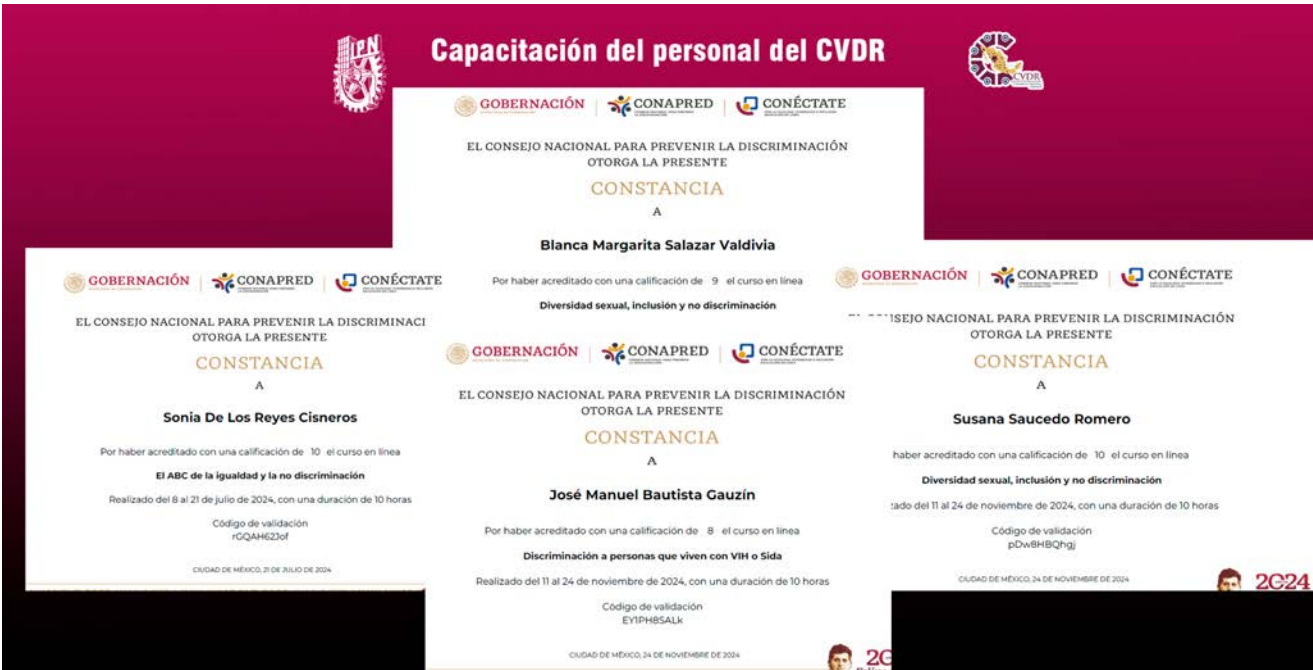 IPN
Capacitación del personal del CVDR
CVDR
GOBERNACIÓN
CONAPRED
CONÉCTATE
EL CONSEJO NACIONAL PARA PREVENIR LA DISCRIMINACIÓN
OTORGA LA PRESENTE
CONSTANCIA
A
Blanca Margarita Salazar Valdivia
Por haber acreditado con una calificación de 9 el curso en línea
Diversidad sexual, inclusión y no discriminación
GOBERNACIÓN
CONAPRED
CONÉCTATE
EL CONSEJO NACIONAL PARA PREVENIR LA DISCRIMINACI
OTORGA LA PRESENTE
CONSTANCIA
A
Sonia De Los Reyes Cisneros
Por haber acreditado con una calificación de 10 el curso en línea
El ABC de la igualdad y la no discriminación
Realizado del 8 al 21 de julio de 2024, con una duración de 10 horas
Código de validación
rGQAH62Jof
CIUDAD DE MÉXICO, 21 DE JULIO DE 2024
GOBERNACIÓN
CONAPRED
CONÉCTATE
EL CONSEJO NACIONAL PARA PREVENIR LA DISCRIMINACIÓN
OTORGA LA PRESENTE
CONSTANCIA
A
José Manuel Bautista Gauzín
Por haber acreditado con una calificación de 8 el curso en línea
Discriminación a personas que viven con VIH o Sida
Realizado del 11 al 24 de noviembre de 2024, con una duración de 10 horas
Código de validación
EY1PH8SALk
CIUDAD DE MÉXICO, 24 DE NOVIEMBRE DE 2024
20
GOBERNACIÓN
CONAPRED
CONÉCTATE
NSEJO NACIONAL PARA PREVENIR LA DISCRIMINACIÓN
OTORGA LA PRESENTE
CONSTANCIA
A
Susana Saucedo Romero
haber acreditado con una calificación de 10 el curso en línea
Diversidad sexual, inclusión y no discriminación
zado del 11 al 24 de noviembre de 2024, con una duración de 10 horas
Código de validación
pDw8HBQhgj
CIUDAD DE MÉXICO, 24 DE NOVIEMBRE DE 2024
2024